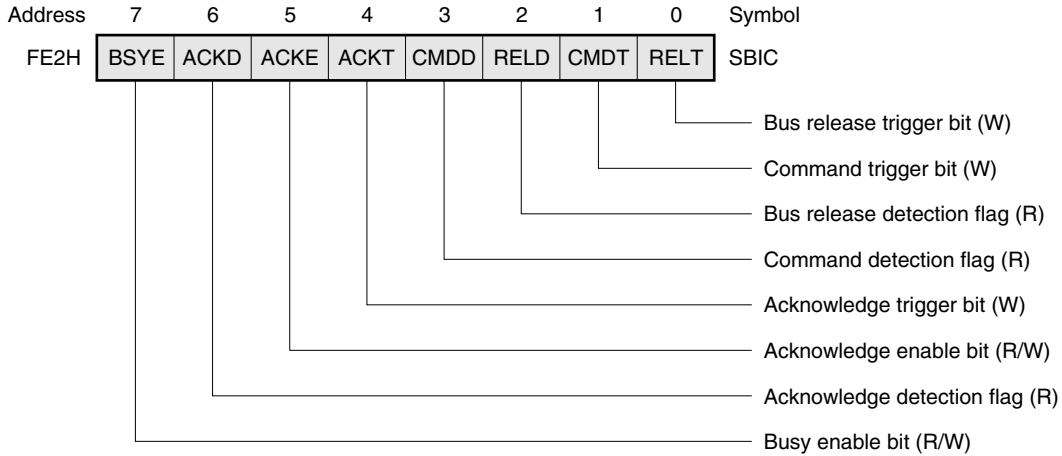 Address 7 6 5 4 3 2 1 0 Symbol
FE2H BSYE ACKD ACKE ACKT CMDD RELD CMDT RELT SBIC
Bus release trigger bit (W)
Command trigger bit (W)
Bus release detection flag (R)
Command detection flag (R)
Acknowledge trigger bit (W)
Acknowledge enable bit (R/W)
Acknowledge detection flag (R)
Busy enable bit (R/W)